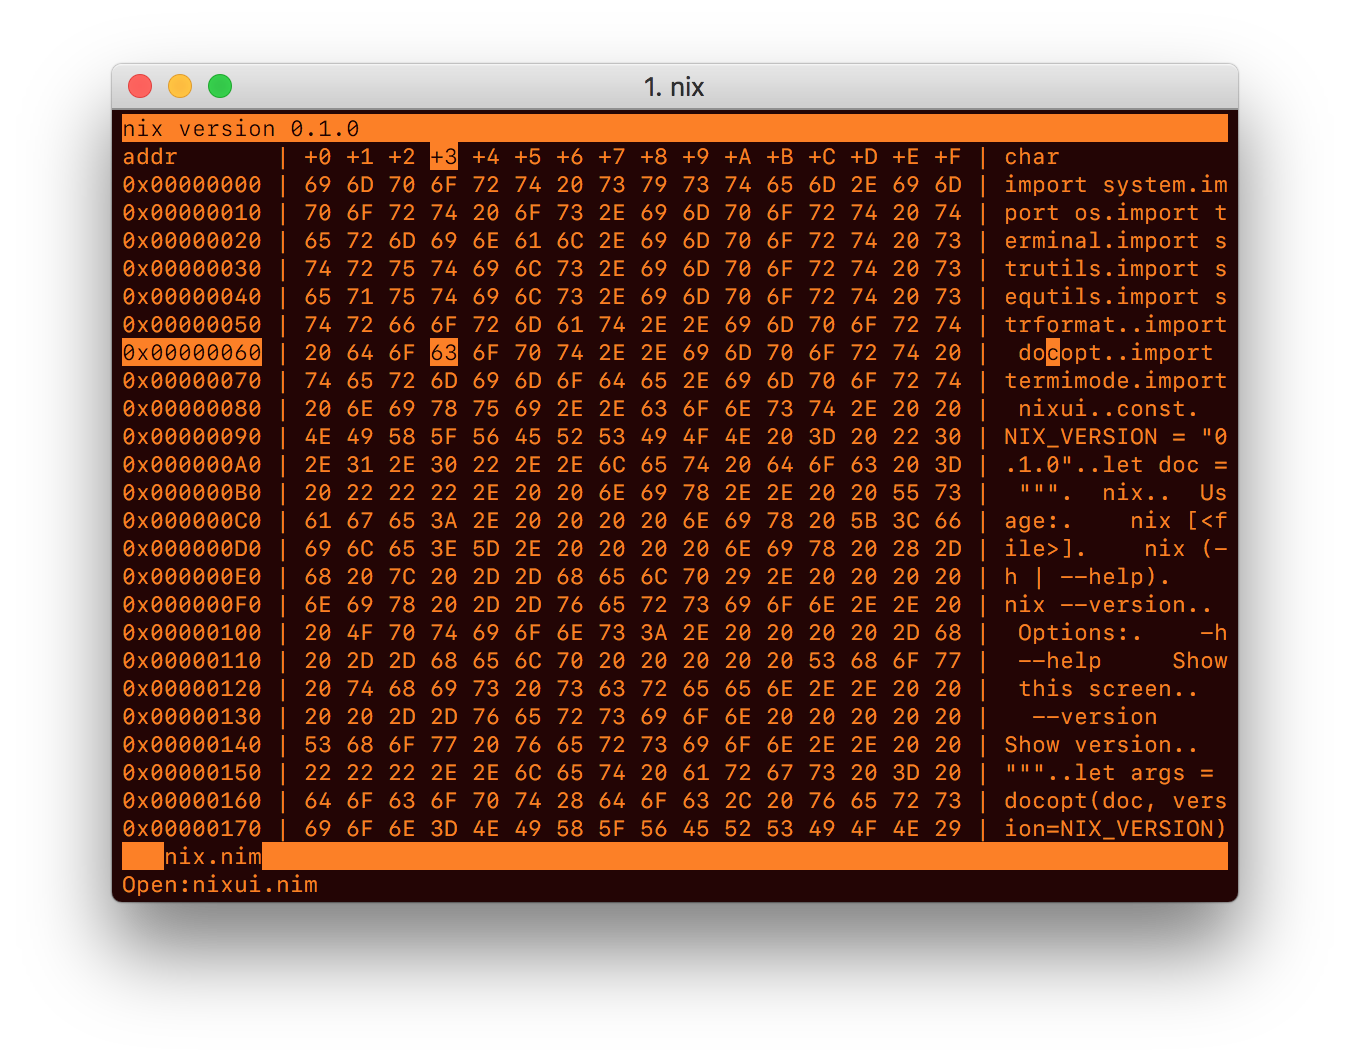 1. nix
nix version 0.1.0
addr | +0 +1 +2 +3 +4 +5 +6 +7 +8 +9 +A +B +C +D +E +F | char
0x00000000 | 69 6D 70 6F 72 74 20 73 79 73 74 65 6D 2E 69 6D | import system.im
0x00000010 | 70 6F 72 74 20 6F 73 2E 69 6D 70 6F 72 74 20 74 | port os.import t
0x00000020 | 65 72 6D 69 6E 61 6C 2E 69 6D 70 6F 72 74 20 73 | erminal.import s
0x00000030 | 74 72 75 74 69 6C 73 2E 69 6D 70 6F 72 74 20 73 | trutils.import s
0x00000040 | 65 71 75 74 69 6C 73 2E 69 6D 70 6F 72 74 20 73 | equtils.import s
0x00000050 | 74 72 66 6F 72 6D 61 74 2E 2E 69 6D 70 6F 72 74 | trformat..import
0x00000060 | 20 64 6F 63 6F 70 74 2E 2E 69 6D 70 6F 72 74 20 |  docopt..import
0x00000070 | 74 65 72 6D 69 6D 6F 64 65 2E 69 6D 70 6F 72 74 | termimode.import
0x00000080 | 20 6E 69 78 75 69 2E 2E 63 6F 6E 73 74 2E 20 20 |  nixui..const.
0x00000090 | 4E 49 58 5F 56 45 52 53 49 4F 4E 20 3D 20 22 30 | NIX_VERSION = "0
0x000000A0 | 2E 31 2E 30 22 2E 2E 6C 65 74 20 64 6F 63 20 3D | .1.0"..let doc =
0x000000B0 | 20 22 22 22 2E 20 20 6E 69 78 2E 2E 20 20 55 73 |  """.  nix..  Us
0x000000C0 | 61 67 65 3A 2E 20 20 20 20 6E 69 78 20 5B 3C 66 | age:.    nix [<f
0x000000D0 | 69 6C 65 3E 5D 2E 20 20 20 20 6E 69 78 20 28 2D | ile>].    nix (-
0x000000E0 | 68 20 7C 20 2D 2D 68 65 6C 70 29 2E 20 20 20 20 | h | --help).
0x000000F0 | 6E 69 78 20 2D 2D 76 65 72 73 69 6F 6E 2E 2E 20 | nix --version..
0x00000100 | 20 4F 70 74 69 6F 6E 73 3A 2E 20 20 20 20 2D 68 |  Options:.    -h
0x00000110 | 20 2D 2D 68 65 6C 70 20 20 20 20 20 53 68 6F 77 |  --help     Show
0x00000120 | 20 74 68 69 73 20 73 63 72 65 65 6E 2E 2E 20 20 |  this screen..
0x00000130 | 20 20 2D 2D 76 65 72 73 69 6F 6E 20 20 20 20 20 |   --version
0x00000140 | 53 68 6F 77 20 76 65 72 73 69 6F 6E 2E 2E 20 20 | Show version..
0x00000150 | 22 22 22 2E 2E 6C 65 74 20 61 72 67 73 20 3D 20 | """..let args =
0x00000160 | 64 6F 63 6F 70 74 28 64 6F 63 2C 20 76 65 72 73 | docopt(doc, vers
0x00000170 | 69 6F 6E 3D 4E 49 58 5F 56 45 52 53 49 4F 4E 29 | ion=NIX_VERSION)
nix.nim
Open:nixui.nim